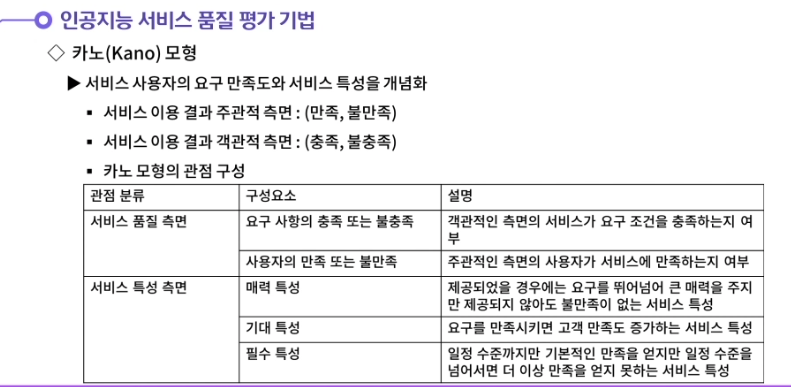 인공지능 서비스 품질 평가 기법
◇ 카노(Kano) 모형
▶ 서비스 사용자의 요구 만족도와 서비스 특성을 개념화
▪ 서비스 이용 결과 주관적 측면 : (만족, 불만족)
▪ 서비스 이용 결과 객관적 측면 : (충족, 불충족)
▪ 카노 모형의 관점 구성
관점 분류 구성요소 설명
서비스 품질 측면 요구 사항의 충족 또는 불충족 객관적인 측면의 서비스가 요구 조건을 충족하는지 여
부
사용자의 만족 또는 불만족 주관적인 측면의 사용자가 서비스에 만족하는지 여부
서비스 특성 측면 매력 특성 제공되었을 경우에는 요구를 뛰어넘어 큰 매력을 주지
만 제공되지 않아도 불만족이 없는 서비스 특성
기대 특성 요구를 만족시키면 고객 만족도 증가하는 서비스 특성
필수 특성 일정 수준까지만 기본적인 만족을 얻지만 일정 수준을
넘어서면 더 이상 만족을 얻지 못하는 서비스 특성